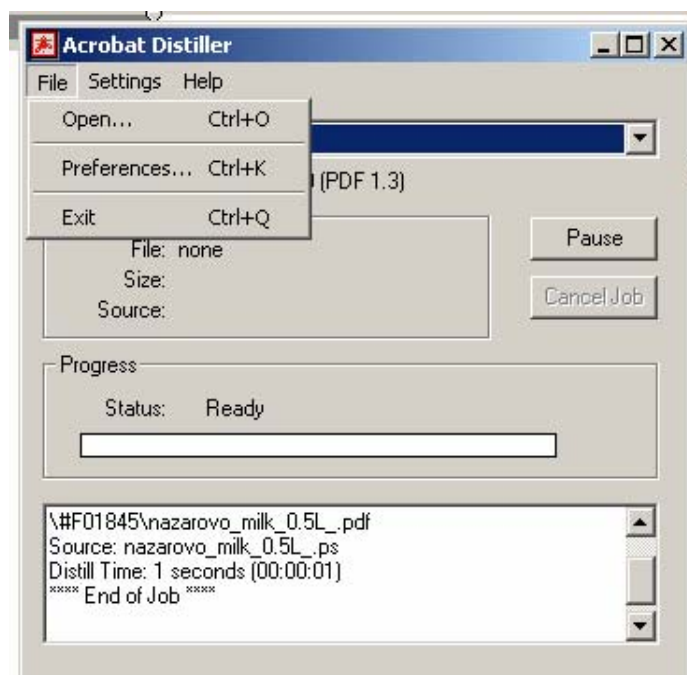 Acrobat Distiller
File Settings Help
Open... Ctrl+O
Preferences... Ctrl+K
(PDF 1.3)
Exit Ctrl+Q
Pause
File: none
Size:
Cancel Job
Source:
Progress
Status: Ready
\#F01845\nazarovo_milk_0.5L_.pdf
Source: nazarovo_milk_0.5L_.ps
Distill Time: 1 seconds (00:00:01)
**** End of Job ****